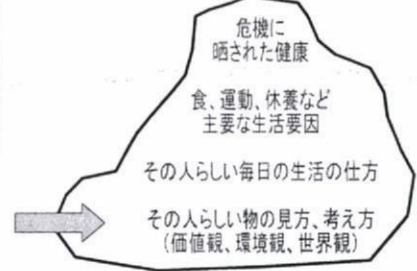 危機に
晒された健康
食、運動、休養など
主要な生活要因
その人らしい毎日の生活の仕方
その人らしい物の見方、考え方
(価値観、環境観、世界観)